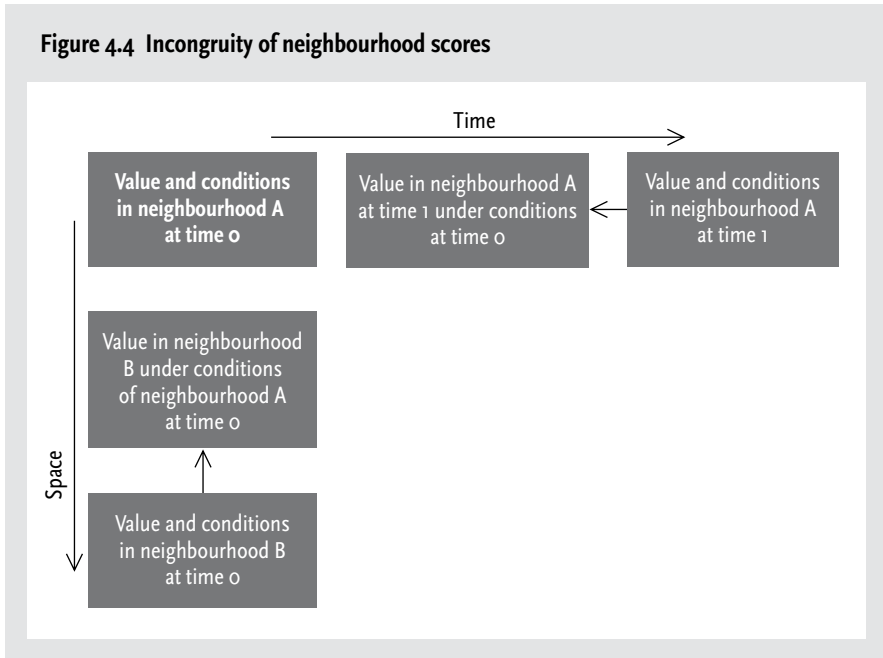 Figure 4.4 Incongruity of neighbourhood scores
Time
Value and conditions
in neighbourhood A
at time 0
Value in neighbourhood A
at time 1 under conditions
at time 0
Value and conditions
in neighbourhood A
at time 1
Value in neighbourhood
B under conditions
of neighbourhood A
at time 0
Space
Value and conditions
in neighbourhood B
at time 0